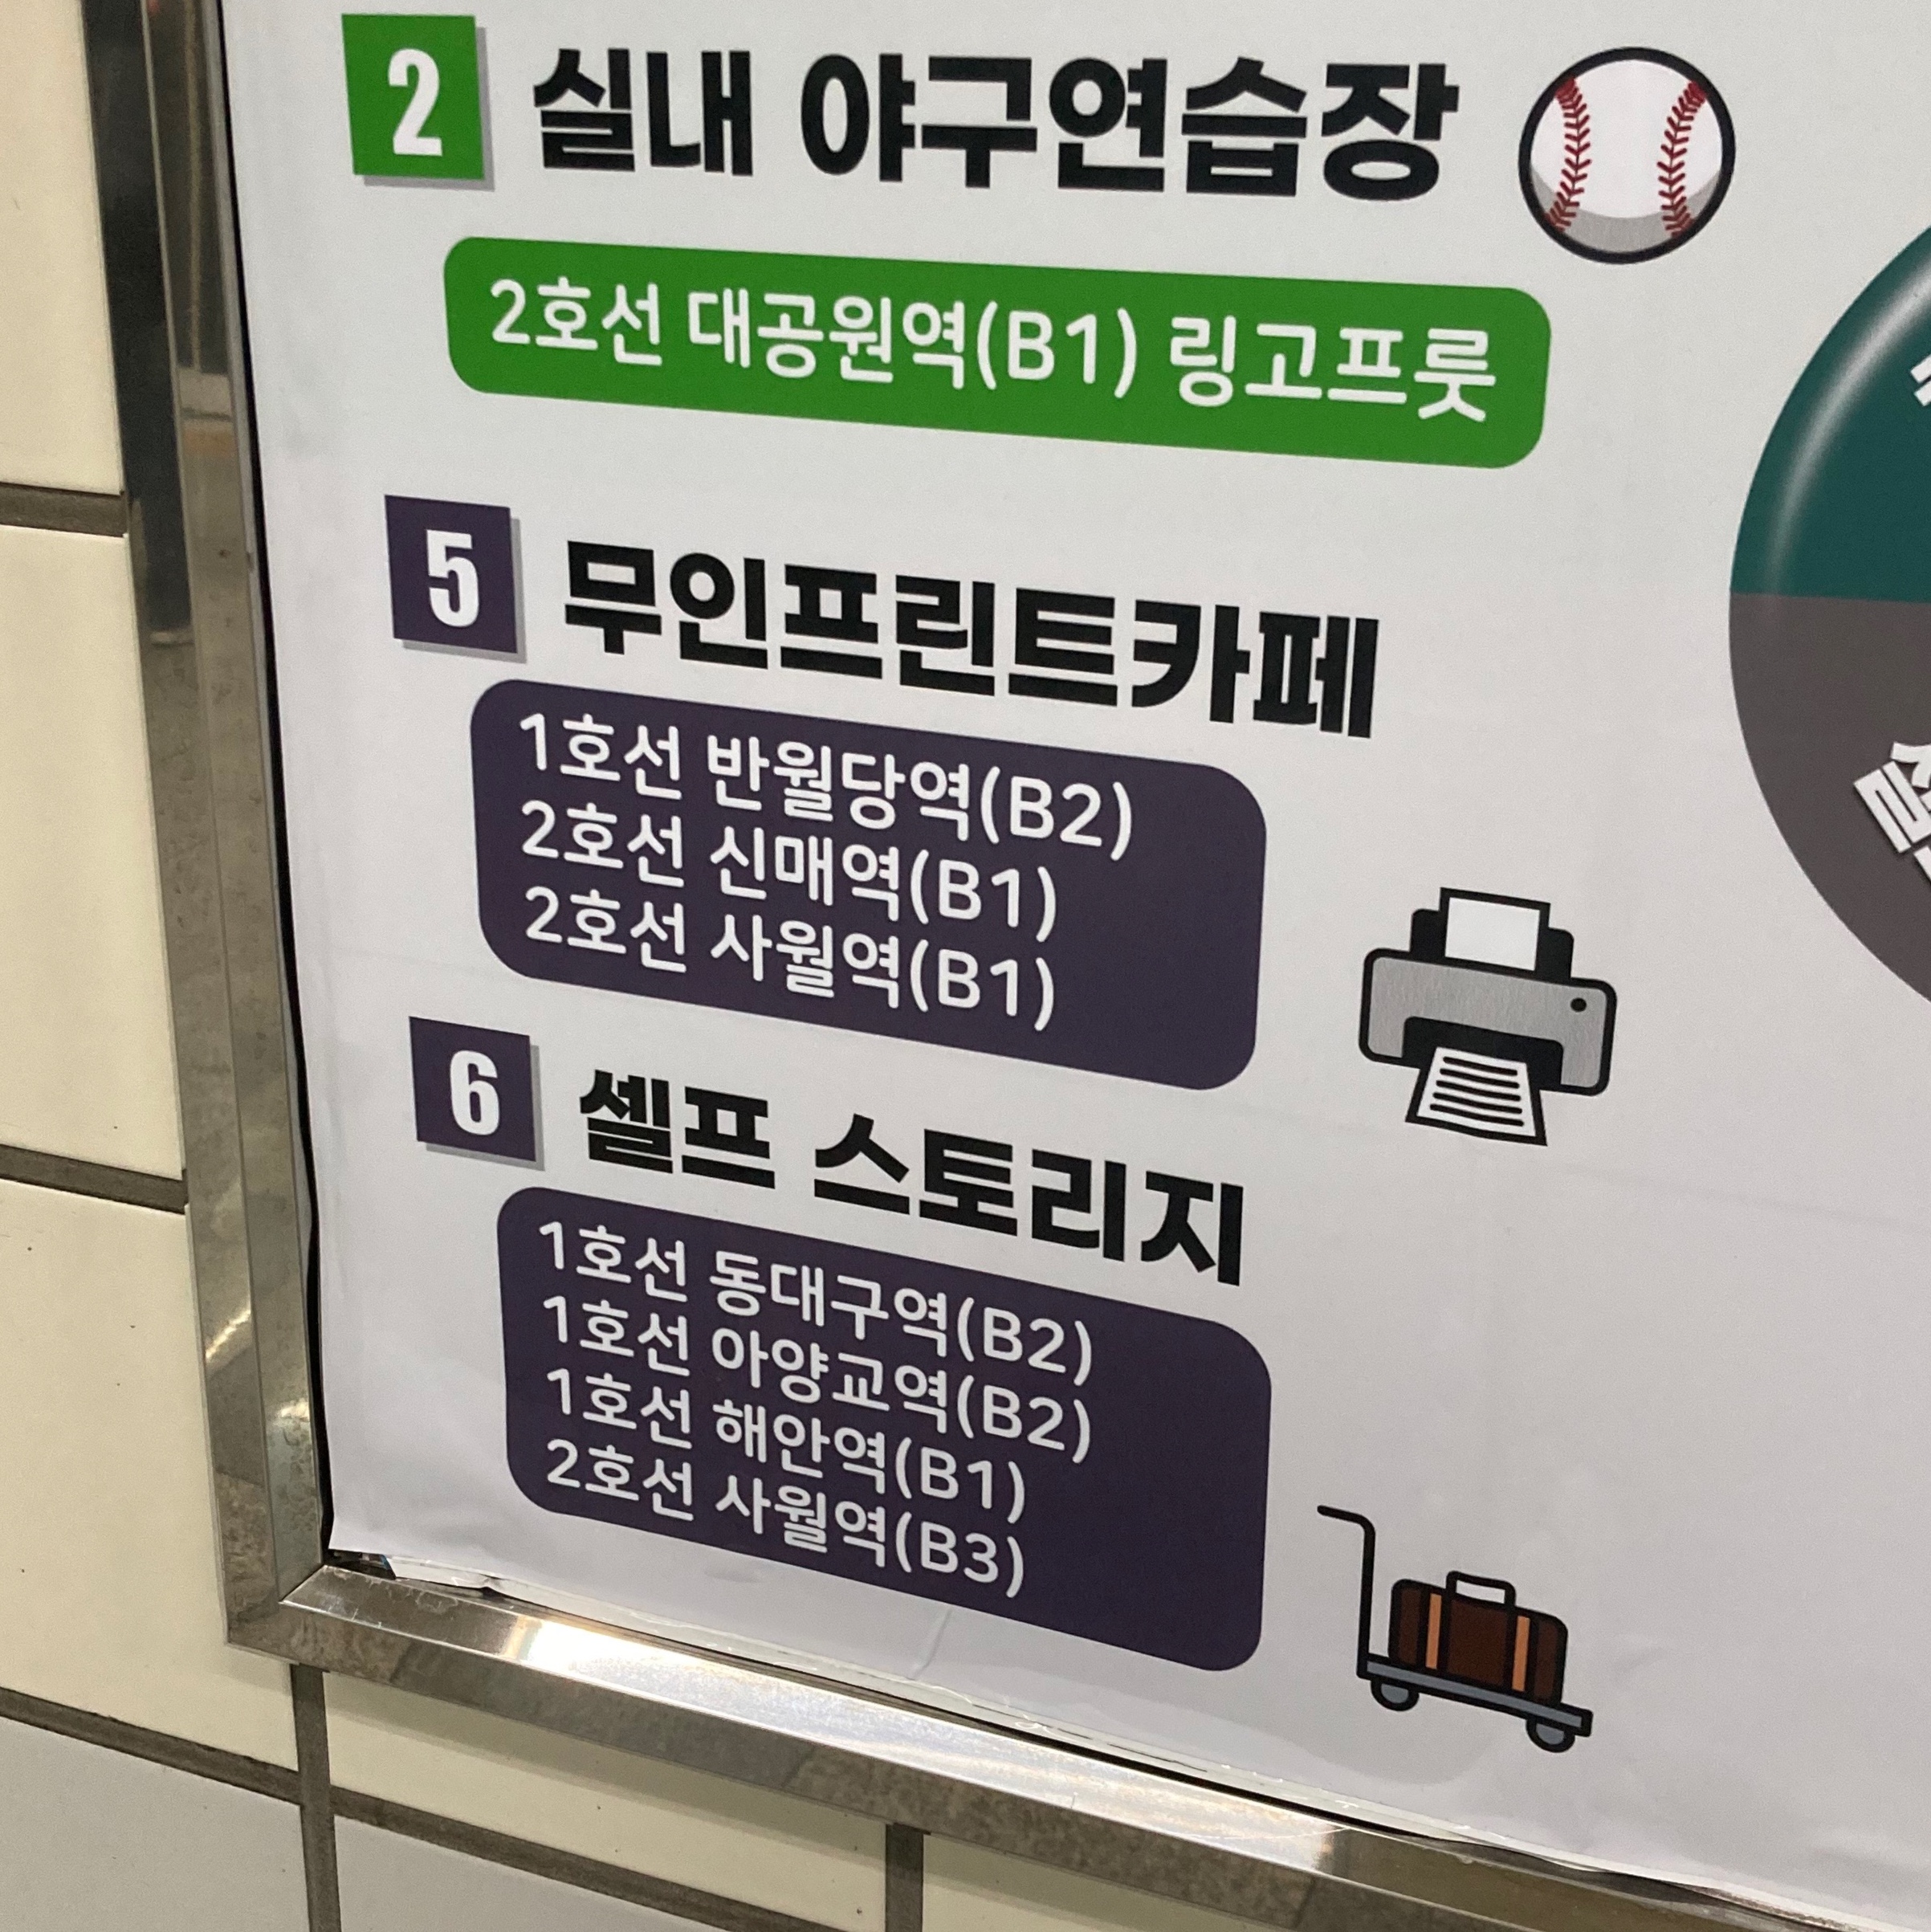 2 실내 야구연습장
2호선 대공원역(B1) 링고프룻
5 무인프린트카페
1호선 반월당역(B2)
2호선 신매역(B1)
2호선 사월역(B1)
6 셀프 스토리지
1호선 동대구역(B2)
1호선 아양교역(B2)
1호선 해안역(B1)
2호선 사월역(B3)